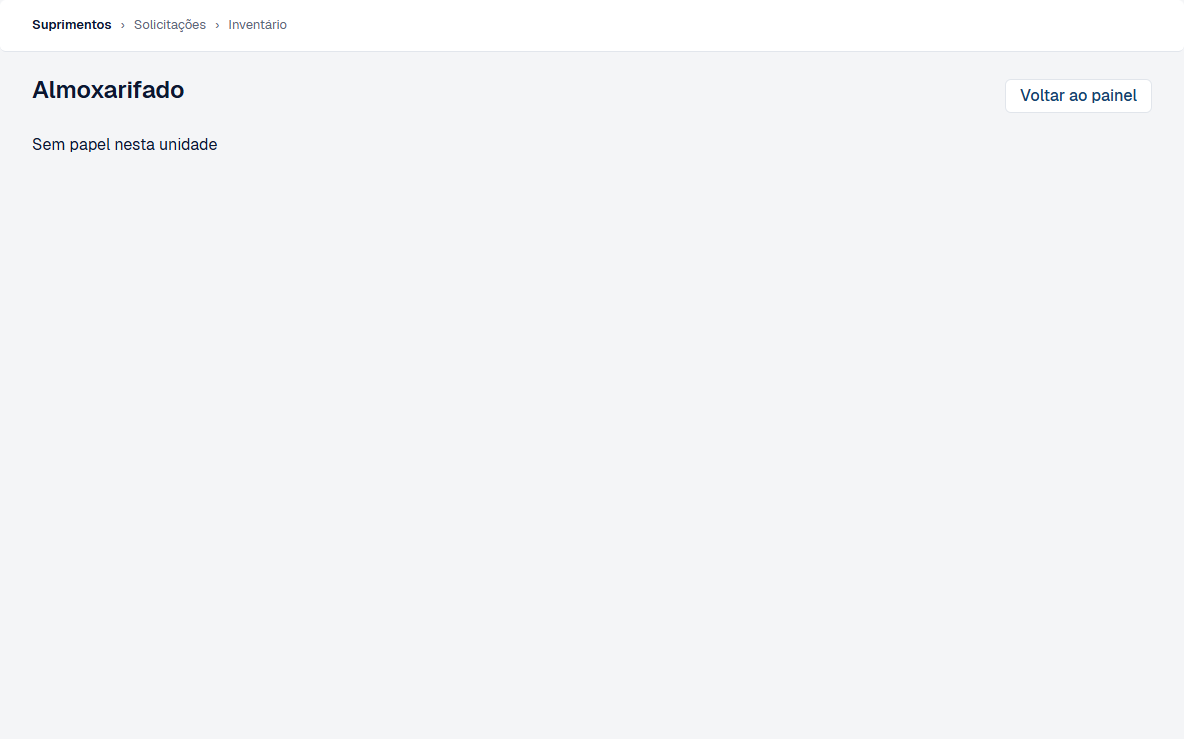 Suprimentos › Solicitações › Inventário
Almoxarifado
Voltar ao painel
Sem papel nesta unidade